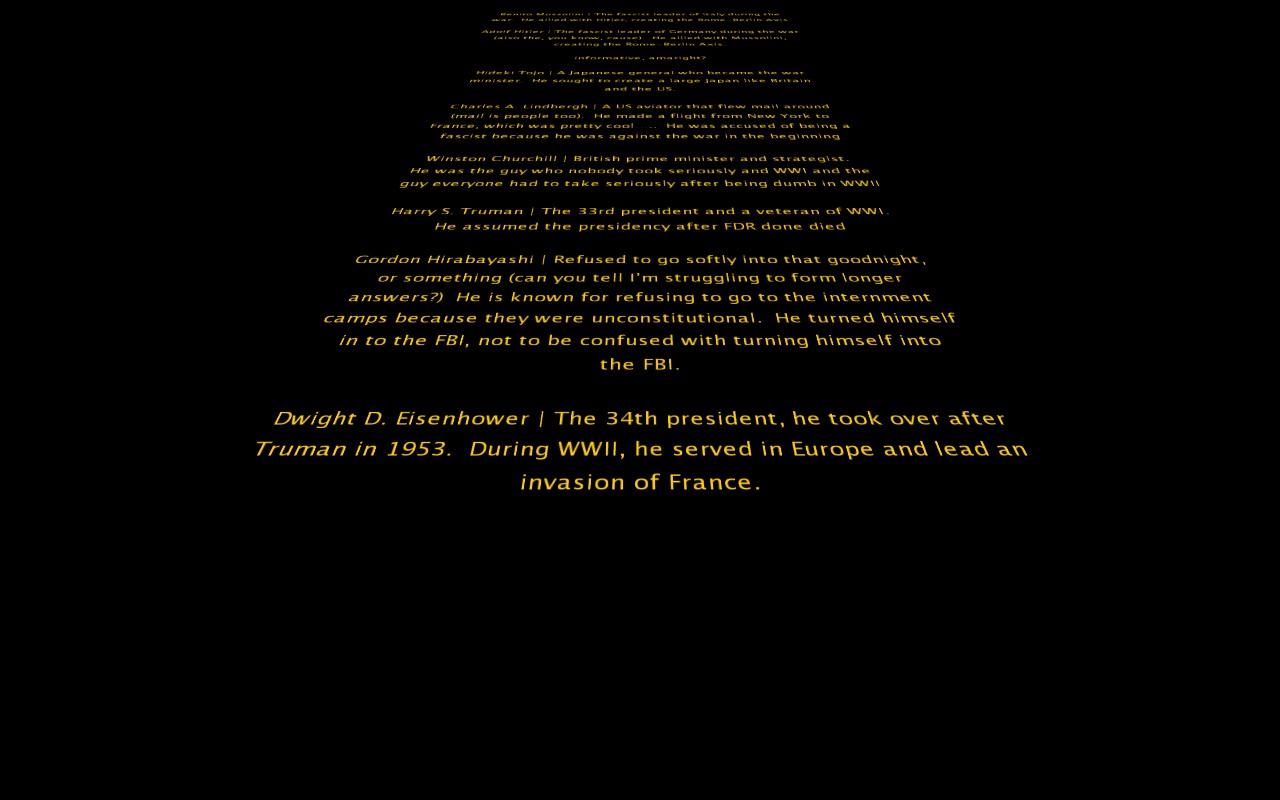 Benito Mussolini | The fascist leader of Italy during the
war. He allied with Hitler, creating the Rome-Berlin Axis
Adolf Hitler | The fascist leader of Germany during the war
(also the, you know, cause). He allied with Mussolini,
creating the Rome-Berlin Axis.
informative, amaright?
Hideki Tojo | A Japanese general who became the war
minister. He sought to create a large Japan like Britain
and the US.
Charles A. Lindbergh | A US aviator that flew mail around
(mail is people too). He made a flight from New York to
France, which was pretty cool ... He was accused of being a
fascist because he was against the war in the beginning
Winston Churchill | British prime minister and strategist.
He was the guy who nobody took seriously and WWI and the
guy everyone had to take seriously after being dumb in WWII
Harry S. Truman | The 33rd president and a veteran of WWI.
He assumed the presidency after FDR done died
Gordon Hirabayashi | Refused to go softly into that goodnight,
or something (can you tell I'm struggling to form longer
answers?) He is known for refusing to go to the internment
camps because they were unconstitutional. He turned himself
in to the FBI, not to be confused with turning himself into
the FBI.
Dwight D. Eisenhower | The 34th president, he took over after
Truman in 1953. During WWII, he served in Europe and lead an
invasion of France.